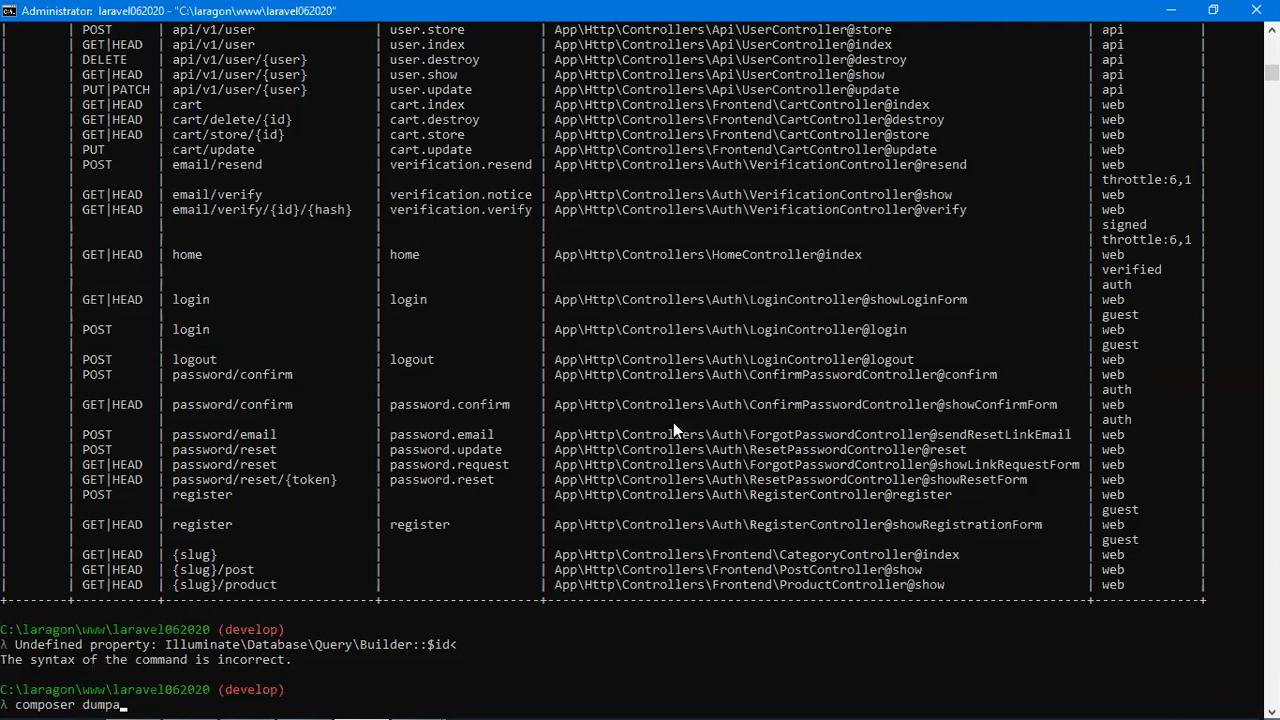 Administrator: laravel062020 - "C:\laragon\www\laravel062020"
| | POST | api/v1/user | user.store | App\Http\Controllers\Api\UserController@store | api |
| | GET|HEAD | api/v1/user | user.index | App\Http\Controllers\Api\UserController@index | api |
| | DELETE | api/v1/user/{user} | user.destroy | App\Http\Controllers\Api\UserController@destroy | api |
| | GET|HEAD | api/v1/user/{user} | user.show | App\Http\Controllers\Api\UserController@show | api |
| | PUT|PATCH | api/v1/user/{user} | user.update | App\Http\Controllers\Api\UserController@update | api |
| | GET|HEAD | cart | cart.index | App\Http\Controllers\Frontend\CartController@index | web |
| | GET|HEAD | cart/delete/{id} | cart.destroy | App\Http\Controllers\Frontend\CartController@destroy | web |
| | GET|HEAD | cart/store/{id} | cart.store | App\Http\Controllers\Frontend\CartController@store | web |
| | PUT | cart/update | cart.update | App\Http\Controllers\Frontend\CartController@update | web |
| | POST | email/resend | verification.resend | App\Http\Controllers\Auth\VerificationController@resend | web |
| | | | | | throttle:6,1 |
| | GET|HEAD | email/verify | verification.notice | App\Http\Controllers\Auth\VerificationController@show | web |
| | GET|HEAD | email/verify/{id}/{hash} | verification.verify | App\Http\Controllers\Auth\VerificationController@verify | web |
| | | | | | signed |
| | | | | | throttle:6,1 |
| | GET|HEAD | home | home | App\Http\Controllers\HomeController@index | web |
| | | | | | verified |
| | | | | | auth |
| | GET|HEAD | login | login | App\Http\Controllers\Auth\LoginController@showLoginForm | web |
| | | | | | guest |
| | POST | login | | App\Http\Controllers\Auth\LoginController@login | web |
| | | | | | guest |
| | POST | logout | logout | App\Http\Controllers\Auth\LoginController@logout | web |
| | POST | password/confirm | | App\Http\Controllers\Auth\ConfirmPasswordController@confirm | web |
| | | | | | auth |
| | GET|HEAD | password/confirm | password.confirm | App\Http\Controllers\Auth\ConfirmPasswordController@showConfirmForm | web |
| | | | | | auth |
| | POST | password/email | password.email | App\Http\Controllers\Auth\ForgotPasswordController@sendResetLinkEmail | web |
| | POST | password/reset | password.update | App\Http\Controllers\Auth\ResetPasswordController@reset | web |
| | GET|HEAD | password/reset | password.request | App\Http\Controllers\Auth\ForgotPasswordController@showLinkRequestForm | web |
| | GET|HEAD | password/reset/{token} | password.reset | App\Http\Controllers\Auth\ResetPasswordController@showResetForm | web |
| | POST | register | | App\Http\Controllers\Auth\RegisterController@register | web |
| | | | | | guest |
| | GET|HEAD | register | register | App\Http\Controllers\Auth\RegisterController@showRegistrationForm | web |
| | | | | | guest |
| | GET|HEAD | {slug} | | App\Http\Controllers\Frontend\CategoryController@index | web |
| | GET|HEAD | {slug}/post | | App\Http\Controllers\Frontend\PostController@show | web |
| | GET|HEAD | {slug}/product | | App\Http\Controllers\Frontend\ProductController@show | web |
C:\laragon\www\laravel062020 (develop)
λ Undefined property: Illuminate\Database\Query\Builder::$id<
The syntax of the command is incorrect.
C:\laragon\www\laravel062020 (develop)
λ composer dumpa